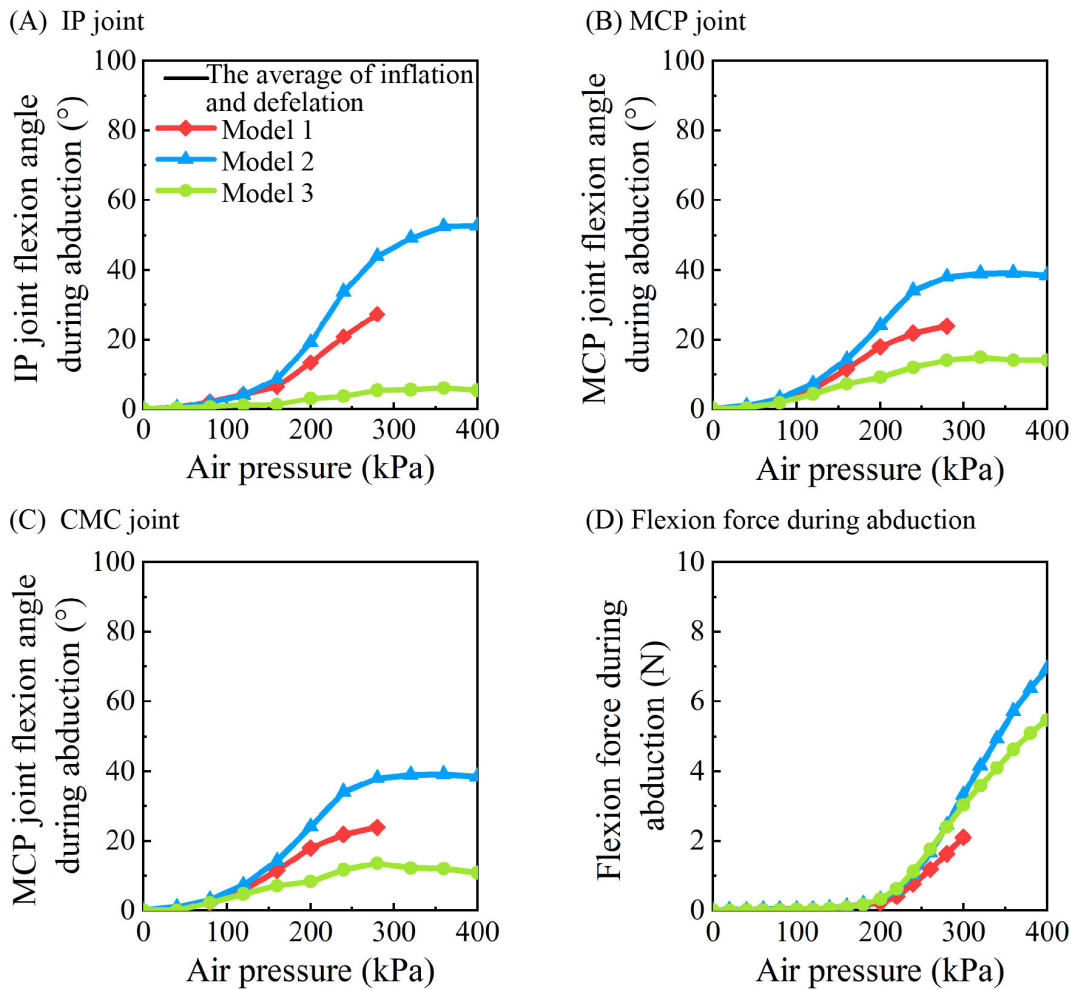 (A) IP joint
100
80
60
40
20
0
0 100 200 300 400
IP joint flexion angle
during abduction (°)
Air pressure (kPa)
The average of inflation
and defelation
Model 1
Model 2
Model 3
(B) MCP joint
100
80
60
40
20
0
0 100 200 300 400
MCP joint flexion angle
during abduction (°)
Air pressure (kPa)
(C) CMC joint
100
80
60
40
20
0
0 100 200 300 400
MCP joint flexion angle
during abduction (°)
Air pressure (kPa)
(D) Flexion force during abduction
10
8
6
4
2
0
0 100 200 300 400
Flexion force during
abduction (N)
Air pressure (kPa)